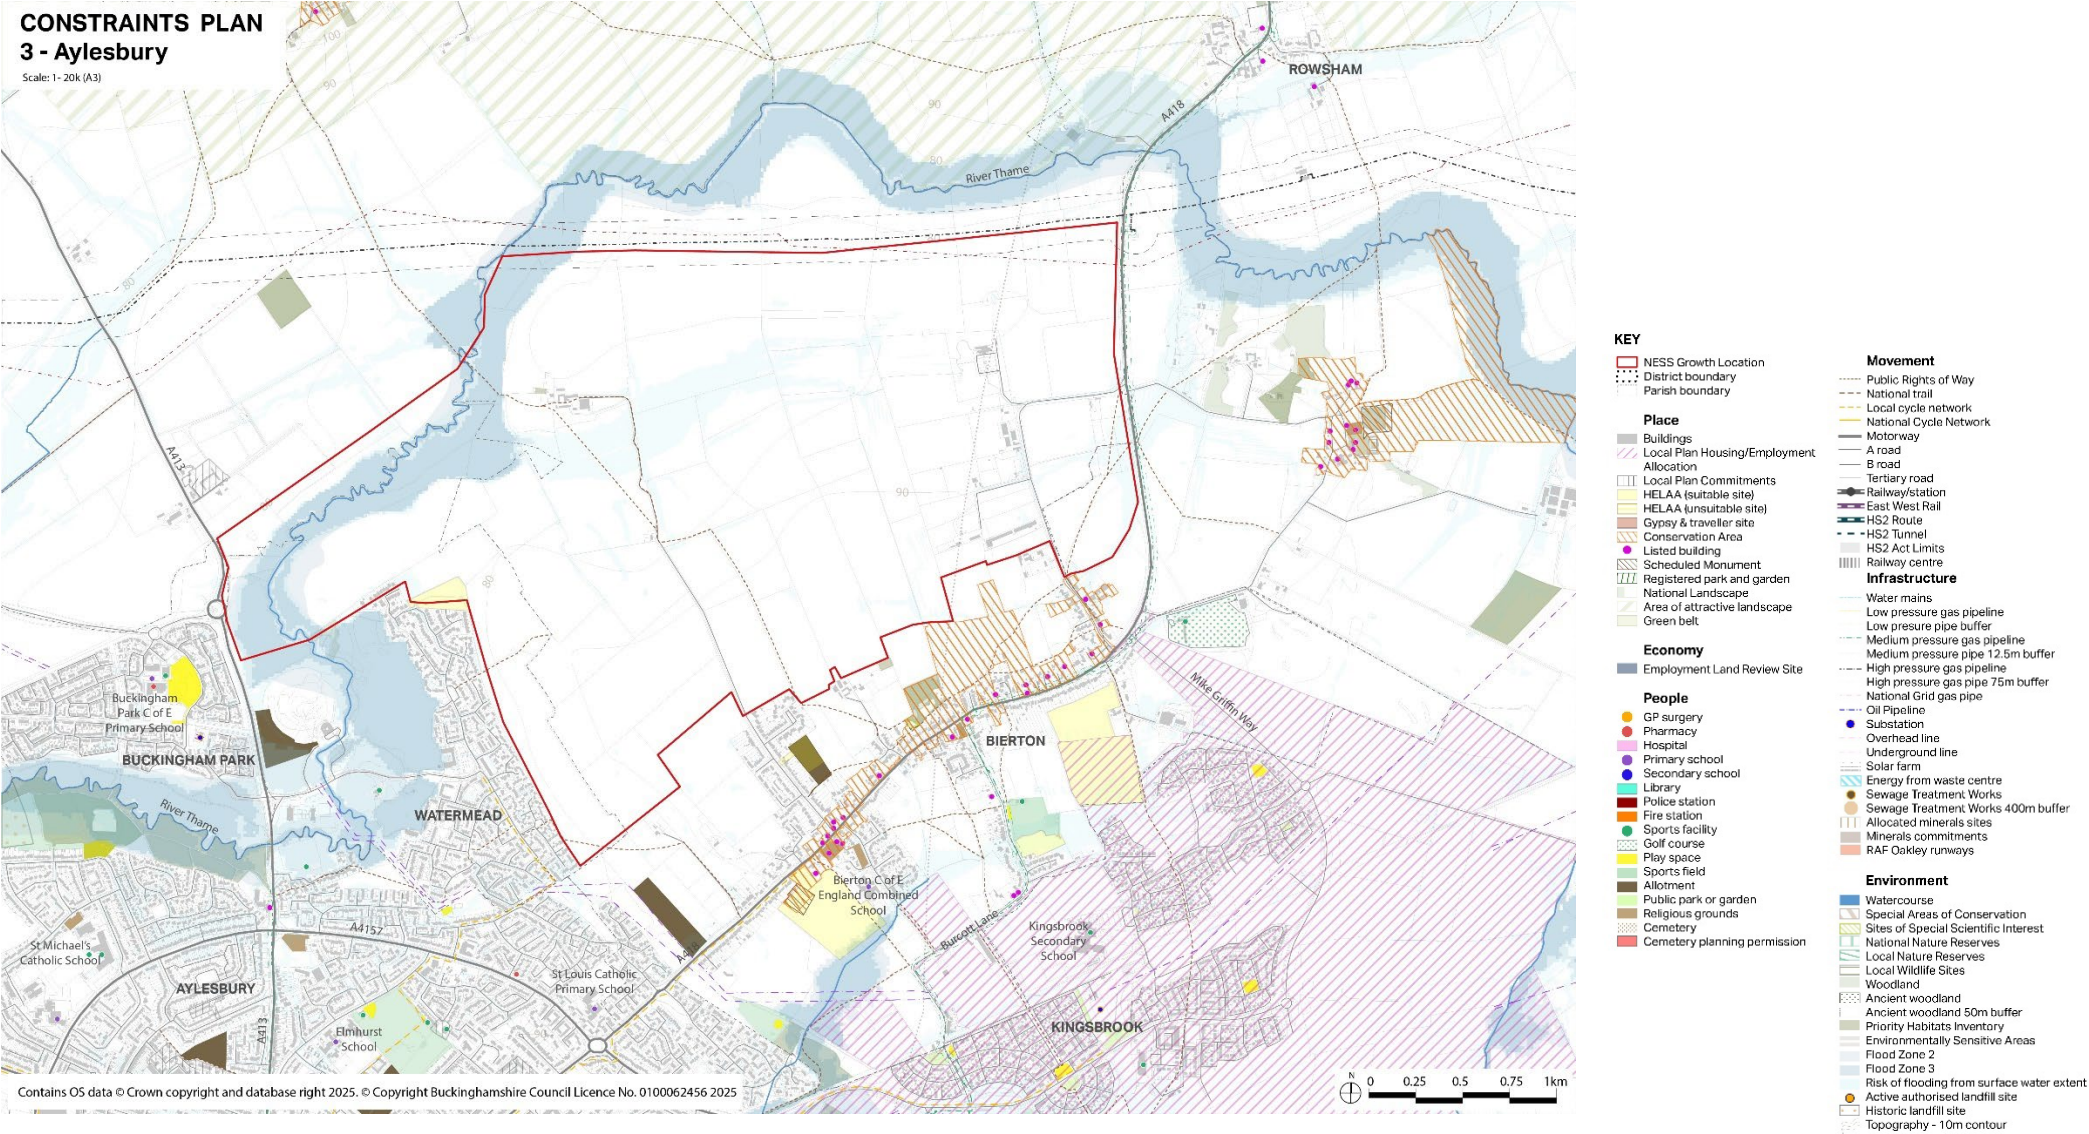 CONSTRAINTS PLAN
3 - Aylesbury
Scale: 1- 20k (A3)
100
90
90
80
ROWSHAM
A418
River Thame
80
A413
90
80
Buckingham
Park C of E
Primary School
BUCKINGHAM PARK
River Thame
WATERMEAD
BIERTON
Mike Griffin Way
Bierton C of E
England Combined
School
Burcott Lane
Kingsbrook
Secondary
School
A4157
A418
St Michael's
Catholic School
St Louis Catholic
Primary School
AYLESBURY
A413
Elmhurst
School
KINGSBROOK
Contains OS data © Crown copyright and database right 2025. © Copyright Buckinghamshire Council Licence No. 0100062456 2025
N
0 0.25 0.5 0.75 1km
KEY
NESS Growth Location
District boundary
Parish boundary
Place
Buildings
Local Plan Housing/Employment
Allocation
Local Plan Commitments
HELAA (suitable site)
HELAA (unsuitable site)
Gypsy & traveller site
Conservation Area
Listed building
Scheduled Monument
Registered park and garden
National Landscape
Area of attractive landscape
Green belt
Economy
Employment Land Review Site
People
GP surgery
Pharmacy
Hospital
Primary school
Secondary school
Library
Police station
Fire station
Sports facility
Golf course
Play space
Sports field
Allotment
Public park or garden
Religious grounds
Cemetery
Cemetery planning permission
Movement
Public Rights of Way
National trail
Local cycle network
National Cycle Network
Motorway
A road
B road
Tertiary road
Railway/station
East West Rail
HS2 Route
HS2 Tunnel
HS2 Act Limits
Railway centre
Infrastructure
Water mains
Low pressure gas pipeline
Low presure pipe buffer
Medium pressure gas pipeline
Medium pressure pipe 12.5m buffer
High pressure gas pipeline
High pressure gas pipe 75m buffer
National Grid gas pipe
Oil Pipeline
Substation
Overhead line
Underground line
Solar farm
Energy from waste centre
Sewage Treatment Works
Sewage Treatment Works 400m buffer
Allocated minerals sites
Minerals commitments
RAF Oakley runways
Environment
Watercourse
Special Areas of Conservation
Sites of Special Scientific Interest
National Nature Reserves
Local Nature Reserves
Local Wildlife Sites
Woodland
Ancient woodland
Ancient woodland 50m buffer
Priority Habitats Inventory
Environmentally Sensitive Areas
Flood Zone 2
Flood Zone 3
Risk of flooding from surface water extent
Active authorised landfill site
Historic landfill site
Topography - 10m contour